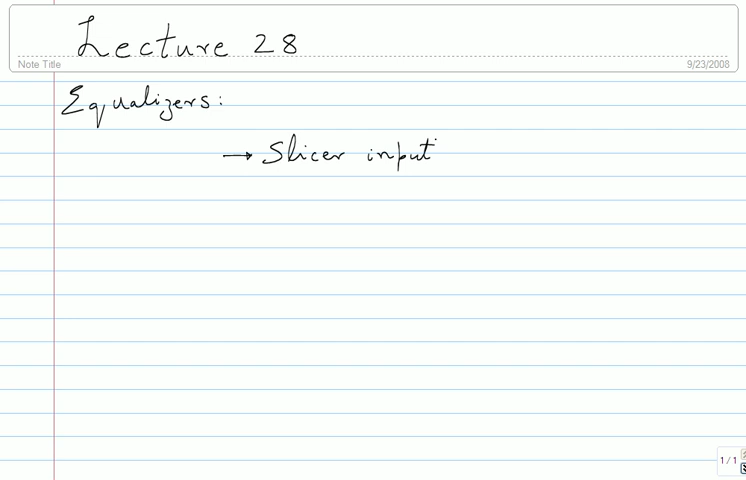 Lecture 28
Note Title
9/23/2008
Equalizers:
→ Slicer input
1 / 1